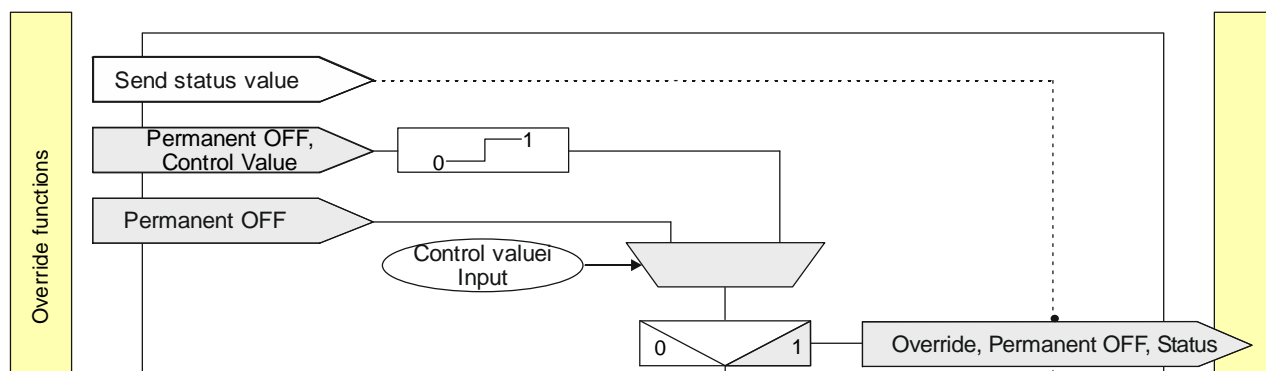 Override functions
Send status value
Permanent OFF,
Control Value
0
1
Permanent OFF
Control valuei
Input
0
1
Override, Permanent OFF, Status